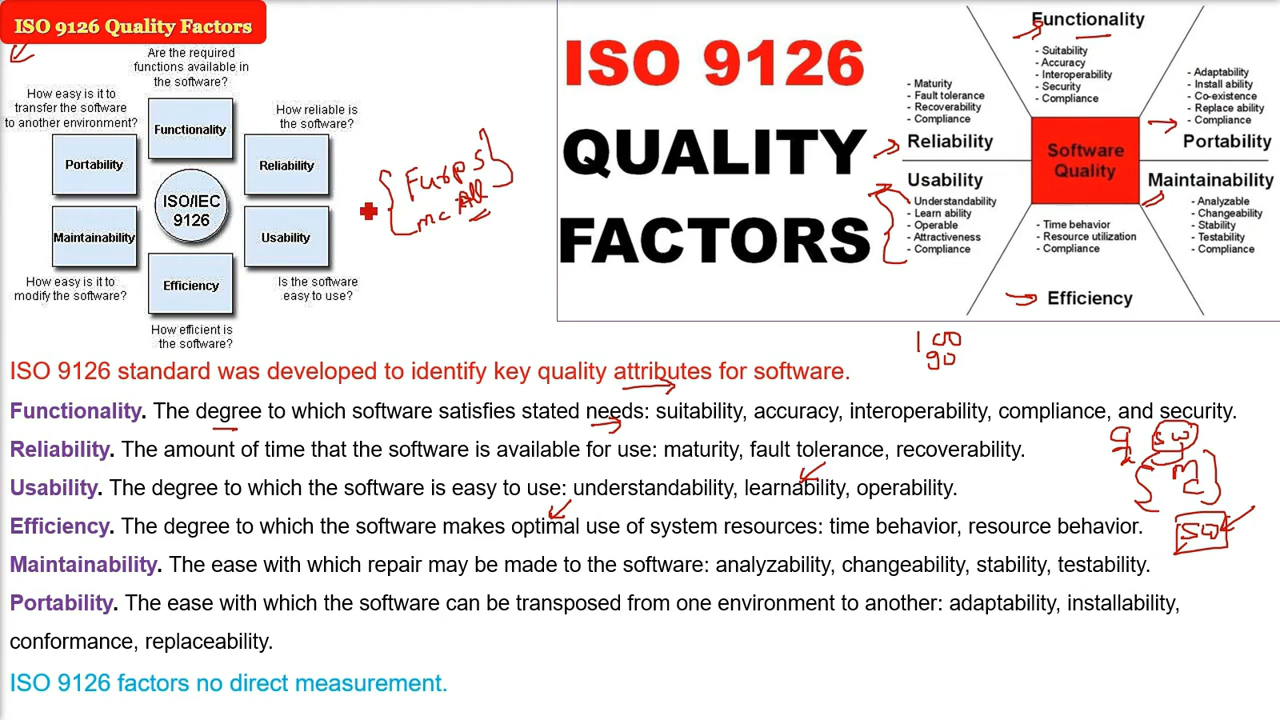 ISO 9126 Quality Factors
Are the required
functions available in
the software?
How easy is it to
transfer the software
to another environment?
How reliable is
the software?
Functionality
Portability
Reliability
ISO/IEC
9126
Maintainability
Usability
Efficiency
How easy is it to
modify the software?
Is the software
easy to use?
How efficient is
the software?
Furps
mc All
ISO 9126
QUALITY
FACTORS
Functionality
- Suitability
- Accuracy
- Interoperability
- Security
- Compliance
- Maturity
- Fault tolerance
- Recoverability
- Compliance
Reliability
- Adaptability
- Install ability
- Co-existence
- Replace ability
- Compliance
Portability
Software
Quality
Usability
- Understandability
- Learn ability
- Operable
- Attractiveness
- Compliance
Maintainability
- Analyzable
- Changeability
- Stability
- Testability
- Compliance
- Time behavior
- Resource utilization
- Compliance
Efficiency
100
90
ISO 9126 standard was developed to identify key quality attributes for software.
Functionality. The degree to which software satisfies stated needs: suitability, accuracy, interoperability, compliance, and security.
Reliability. The amount of time that the software is available for use: maturity, fault tolerance, recoverability.
Usability. The degree to which the software is easy to use: understandability, learnability, operability.
Efficiency. The degree to which the software makes optimal use of system resources: time behavior, resource behavior.
Maintainability. The ease with which repair may be made to the software: analyzability, changeability, stability, testability.
Portability. The ease with which the software can be transposed from one environment to another: adaptability, installability,
conformance, replaceability.
ISO 9126 factors no direct measurement.
SW
M
C
SW